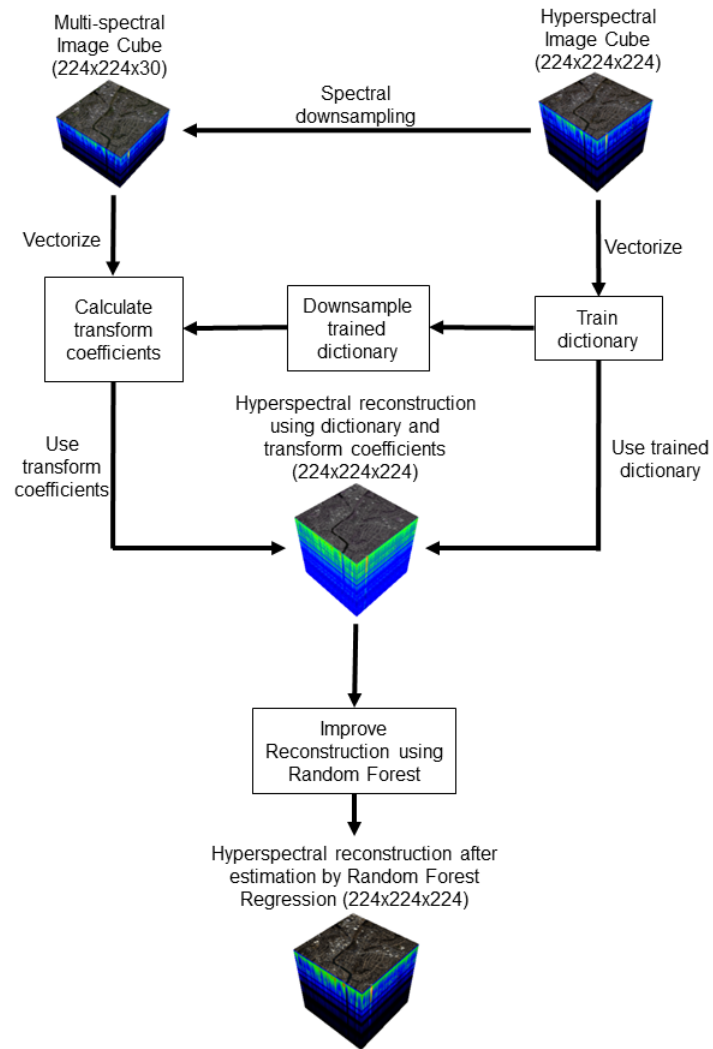 Multi-spectral
Image Cube
(224x224x30)
Hyperspectral
Image Cube
(224x224x224)
Spectral
downsampling
Vectorize
Vectorize
Calculate
transform
coefficients
Downsample
trained
dictionary
Train
dictionary
Hyperspectral reconstruction
using dictionary and
transform coefficients
(224x224x224)
Use
transform
coefficients
Use trained
dictionary
Improve
Reconstruction using
Random Forest
Hyperspectral reconstruction after
estimation by Random Forest
Regression (224x224x224)